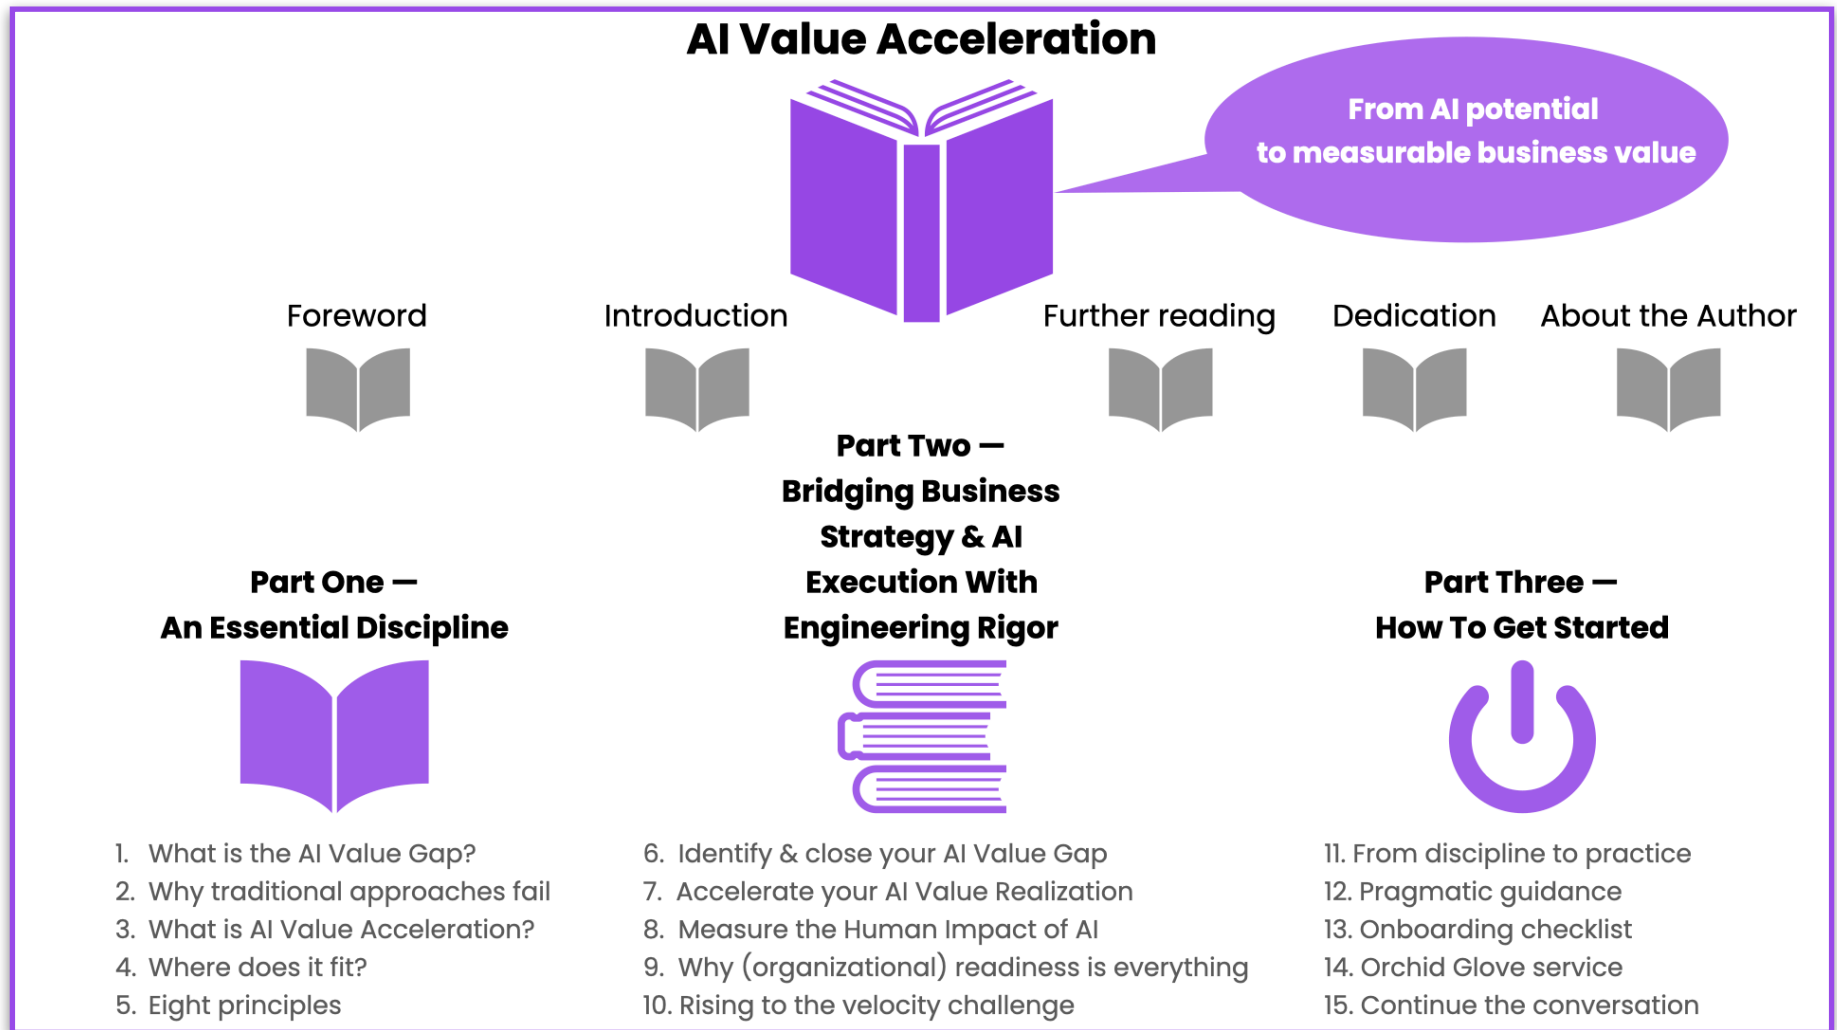 AI Value Acceleration
From AI potential
to measurable business value
Foreword
Introduction
Further reading
Dedication
About the Author
Part One —
An Essential Discipline
1. What is the AI Value Gap?
2. Why traditional approaches fail
3. What is AI Value Acceleration?
4. Where does it fit?
5. Eight principles
Part Two —
Bridging Business
Strategy & AI
Execution With
Engineering Rigor
6. Identify & close your AI Value Gap
7. Accelerate your AI Value Realization
8. Measure the Human Impact of AI
9. Why (organizational) readiness is everything
10. Rising to the velocity challenge
Part Three —
How To Get Started
11. From discipline to practice
12. Pragmatic guidance
13. Onboarding checklist
14. Orchid Glove service
15. Continue the conversation